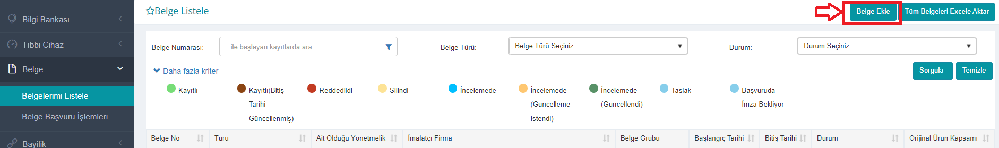 Bilgi Bankası
Tıbbi Cihaz
Belge
Belgelerimi Listele
Belge Başvuru İşlemleri
Bayilik
Belge Listele
Belge Ekle
Tüm Belgeleri Excele Aktar
Belge Numarası:
... ile başlayan kayıtlarda ara
Belge Türü:
Belge Türü Seçiniz
Durum:
Durum Seçiniz
Daha fazla kriter
Sorgula
Temizle
Kayıtlı
Kayıtlı(Bitiş
Tarihi
Güncellenmiş)
Reddedildi
Silindi
İncelemede
İncelemede
(Güncelleme
İstendi)
İncelemede
(Güncellendi)
Taslak
Başvuruda
İmza Bekliyor
Belge No
Türü
Ait Olduğu Yönetmelik
İmalatçı Firma
Belge Grubu
Başlangıç Tarihi
Bitiş Tarihi
Durum
Orijinal Ürün Kapsamı